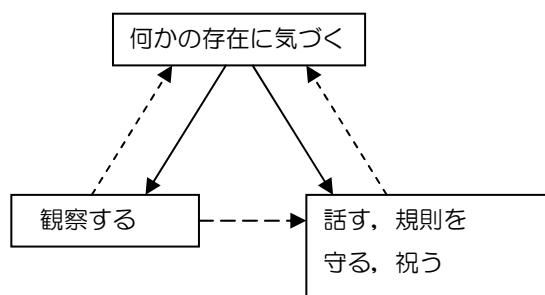 何かの存在に気づく
観察する
話す，規則を
守る，祝う